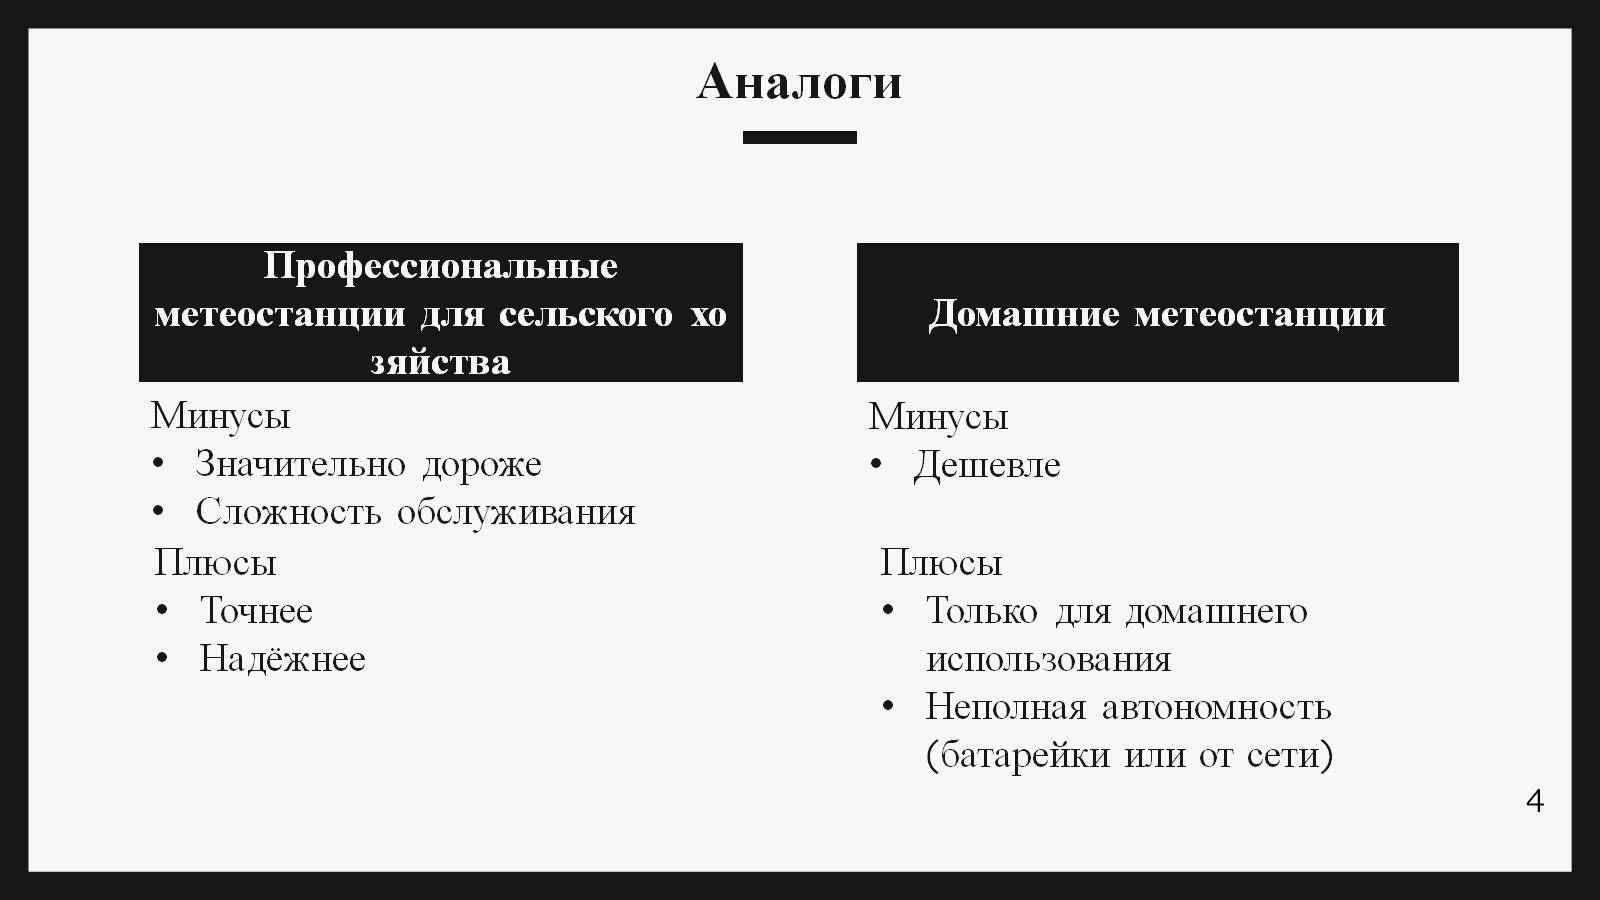 Аналоги
Профессиональные
метеостанции для сельского хо
зяйства
Минусы
• Значительно дороже
• Сложность обслуживания
Плюсы
• Точнее
• Надёжнее
Домашние метеостанции
Минусы
• Дешевле
Плюсы
• Только для домашнего
использования
• Неполная автономность
(батарейки или от сети)
4